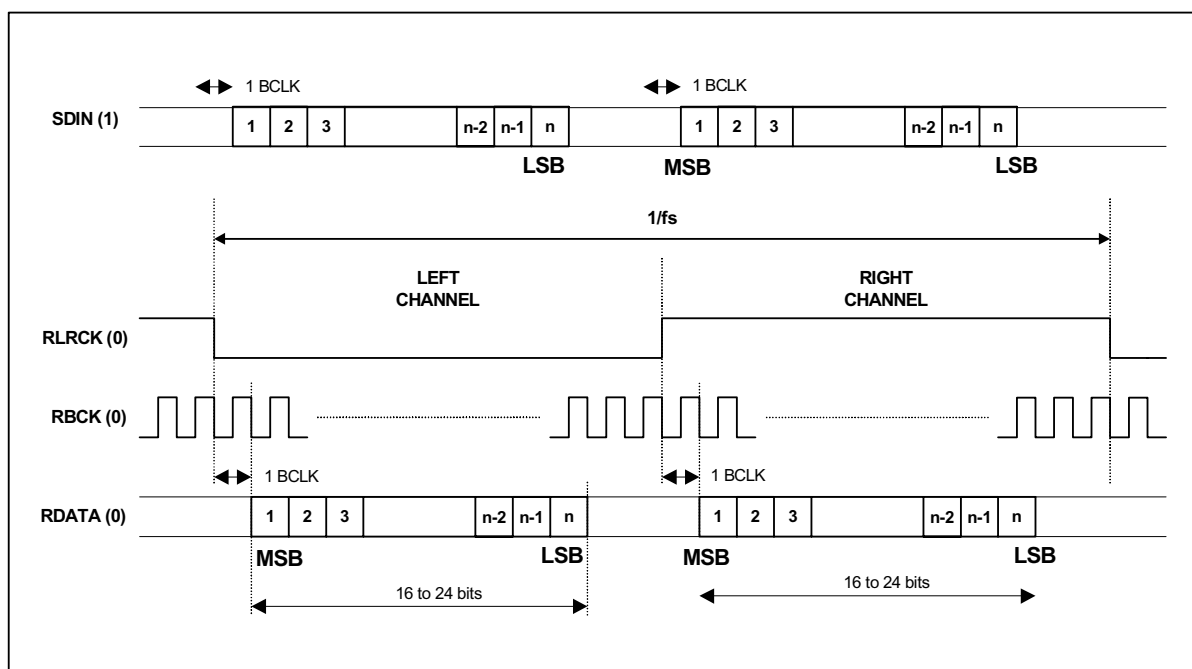 1 BCLK 1 BCLK
SDIN (1) 1 2 3 n-2 n-1 n 1 2 3 n-2 n-1 n
LSB MSB LSB
1/fs
LEFT CHANNEL
RIGHT CHANNEL
RLRCK (0)
RBCK (0)
1 BCLK 1 BCLK
RDATA (0) 1 2 3 n-2 n-1 n 1 2 3 n-2 n-1 n
MSB LSB MSB LSB
16 to 24 bits 16 to 24 bits